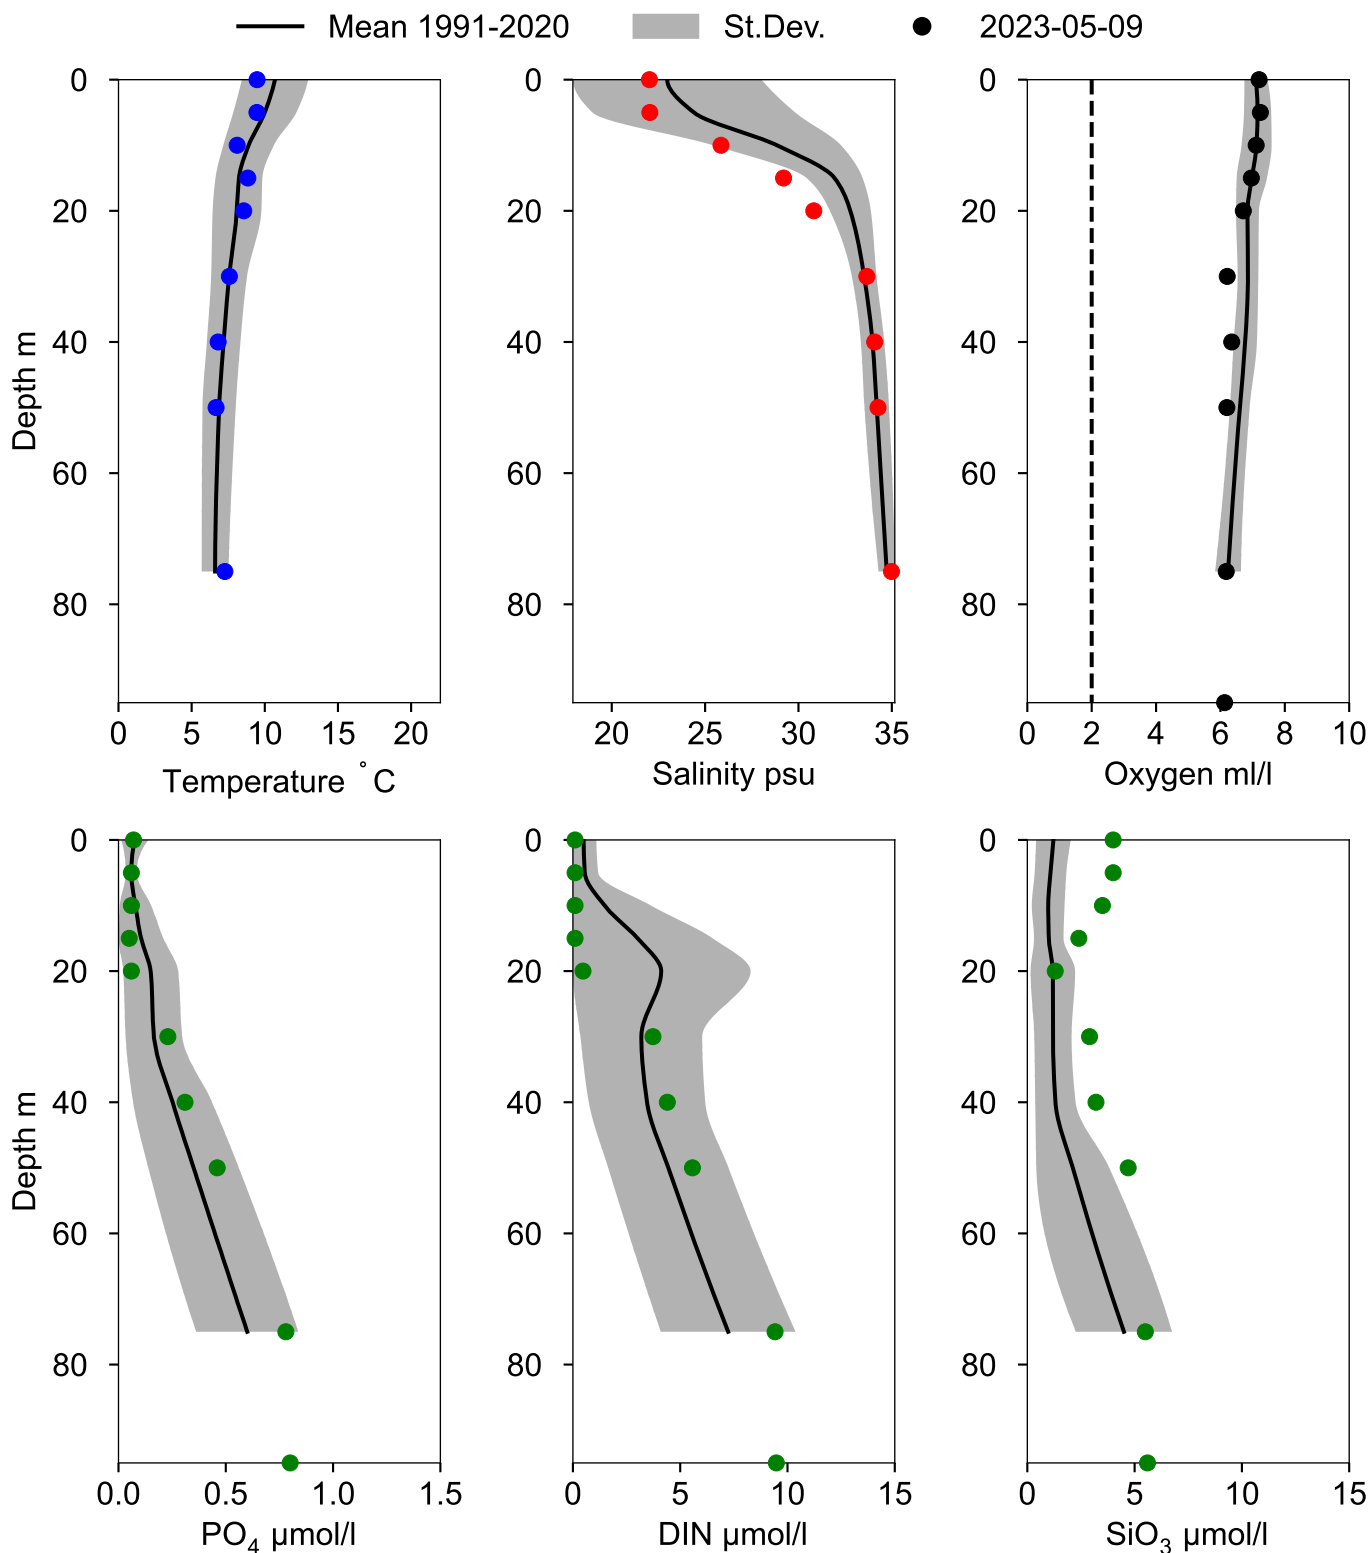 Mean 1991-2020 St.Dev. 2023-05-09
0 0 0
20 20 20
40 40 40
60 60 60
80 80 80
Depth m
0 5 10 15 20 20 25 30 35 0 2 4 6 8 10
Temperature °C Salinity psu Oxygen ml/l
0 0 0
20 20 20
40 40 40
60 60 60
80 80 80
Depth m
0.0 0.5 1.0 1.5 0 5 10 15 0 5 10 15
PO₄ µmol/l DIN µmol/l SiO₃ µmol/l